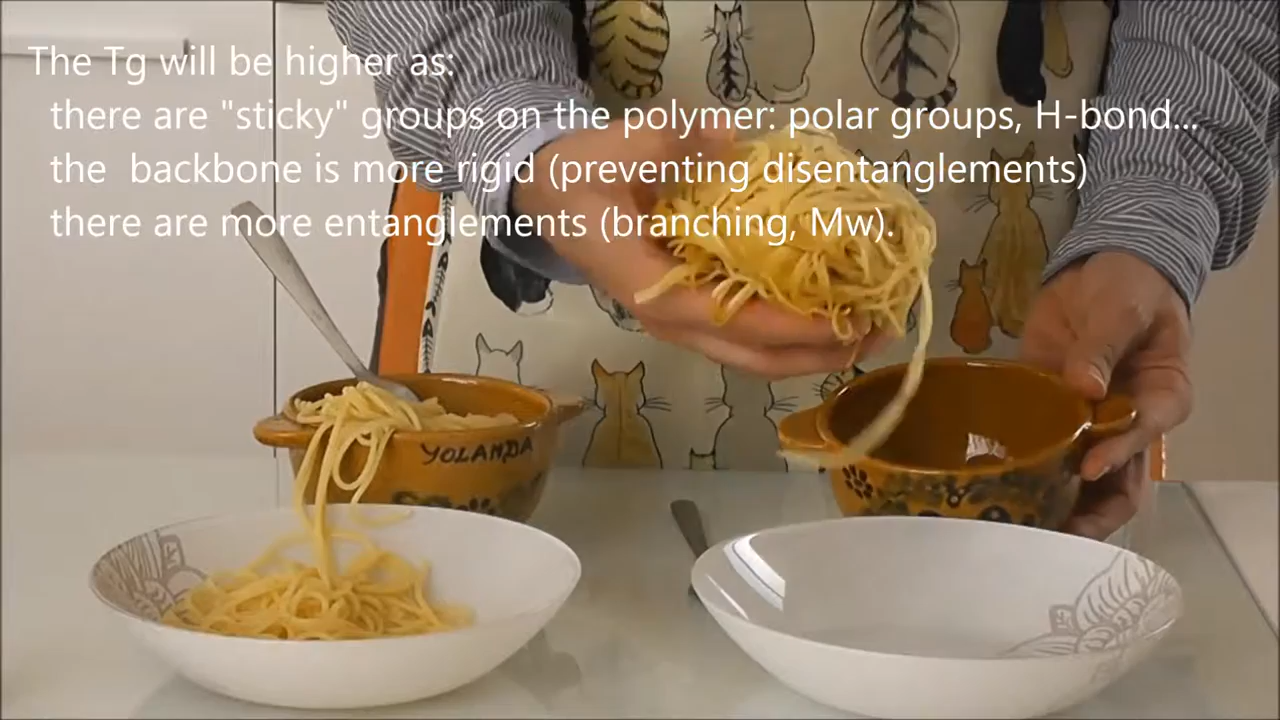 The Tg will be higher as:
there are "sticky" groups on the polymer: polar groups, H-bond...
the  backbone is more rigid (preventing disentanglements)
there are more entanglements (branching, Mw).
YOLANDA